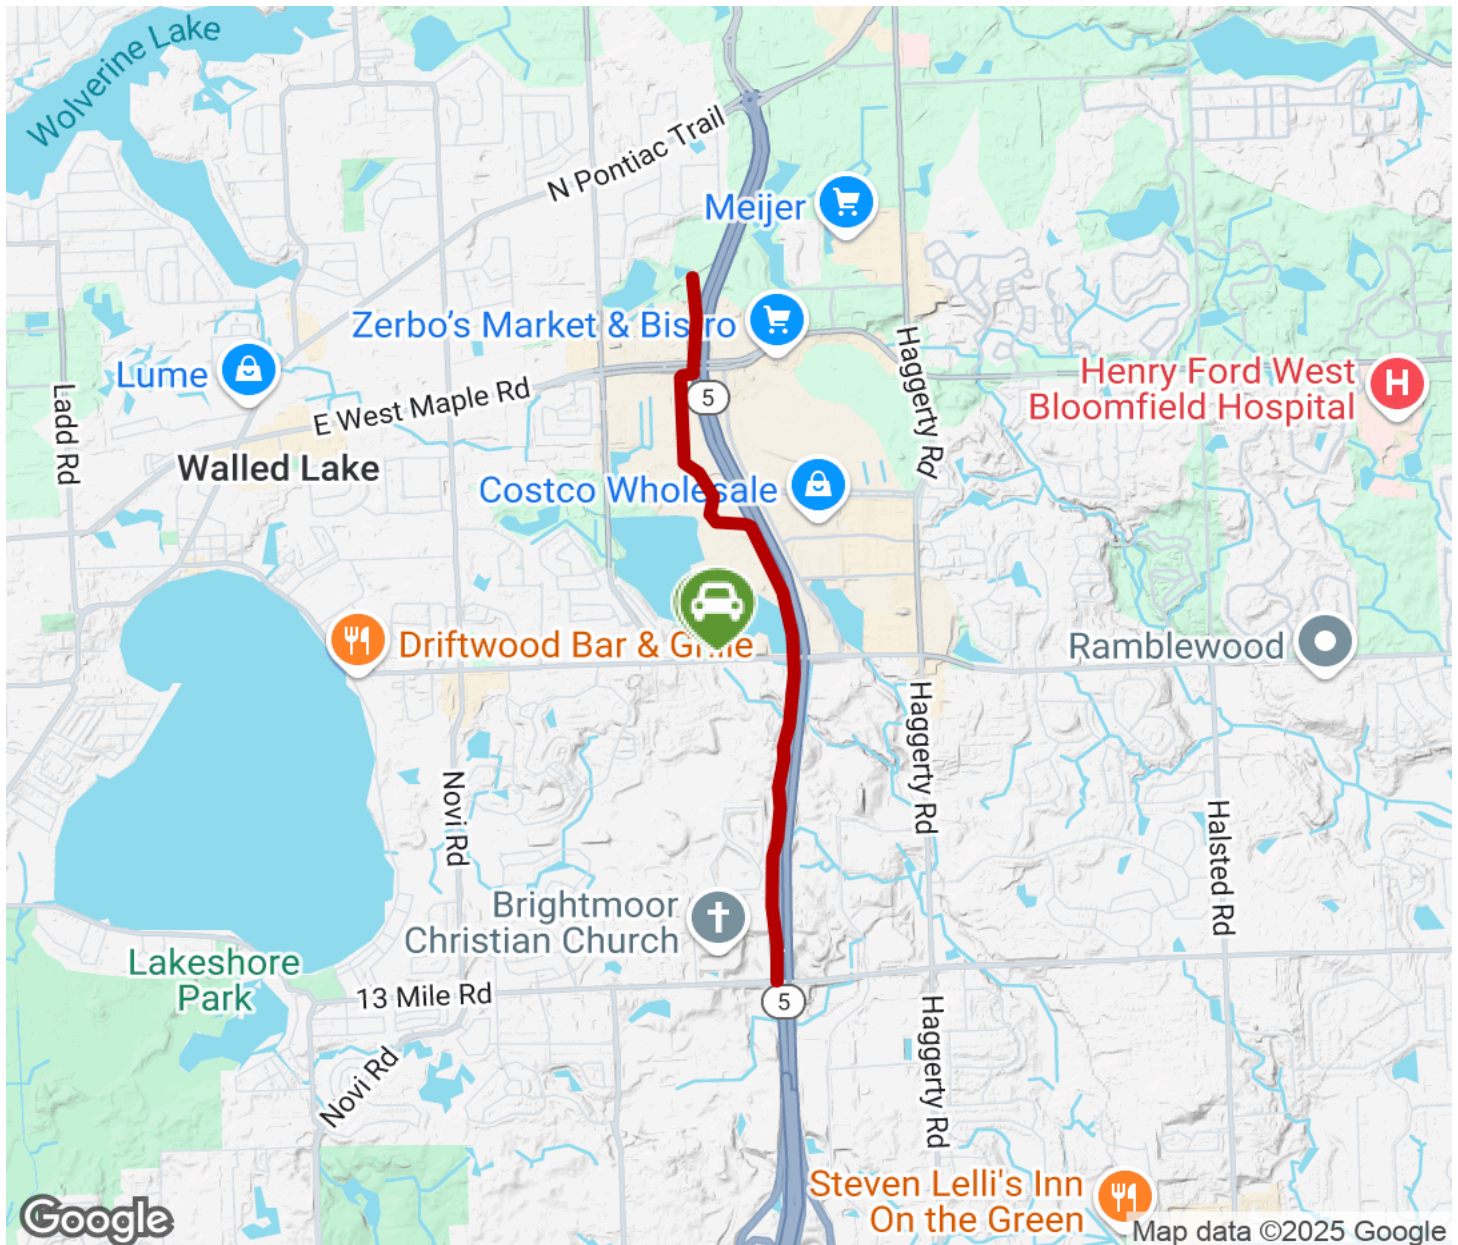 Wolverine Lake
N Pontiac Trail
Meijer
Zerbo's Market & Bistro
Lume
Haggerty Rd
Henry Ford West
Bloomfield Hospital
H
5
E West Maple Rd
Ladd Rd
Walled Lake
Costco Wholesale
Driftwood Bar & Grille
Ramblewood
Haggerty Rd
Novi Rd
Halsted Rd
Brightmoor
Christian Church
Lakeshore
Park
13 Mile Rd
5
Haggerty Rd
Novi Rd
Steven Lelli's Inn
On the Green
Google
Map data ©2025 Google